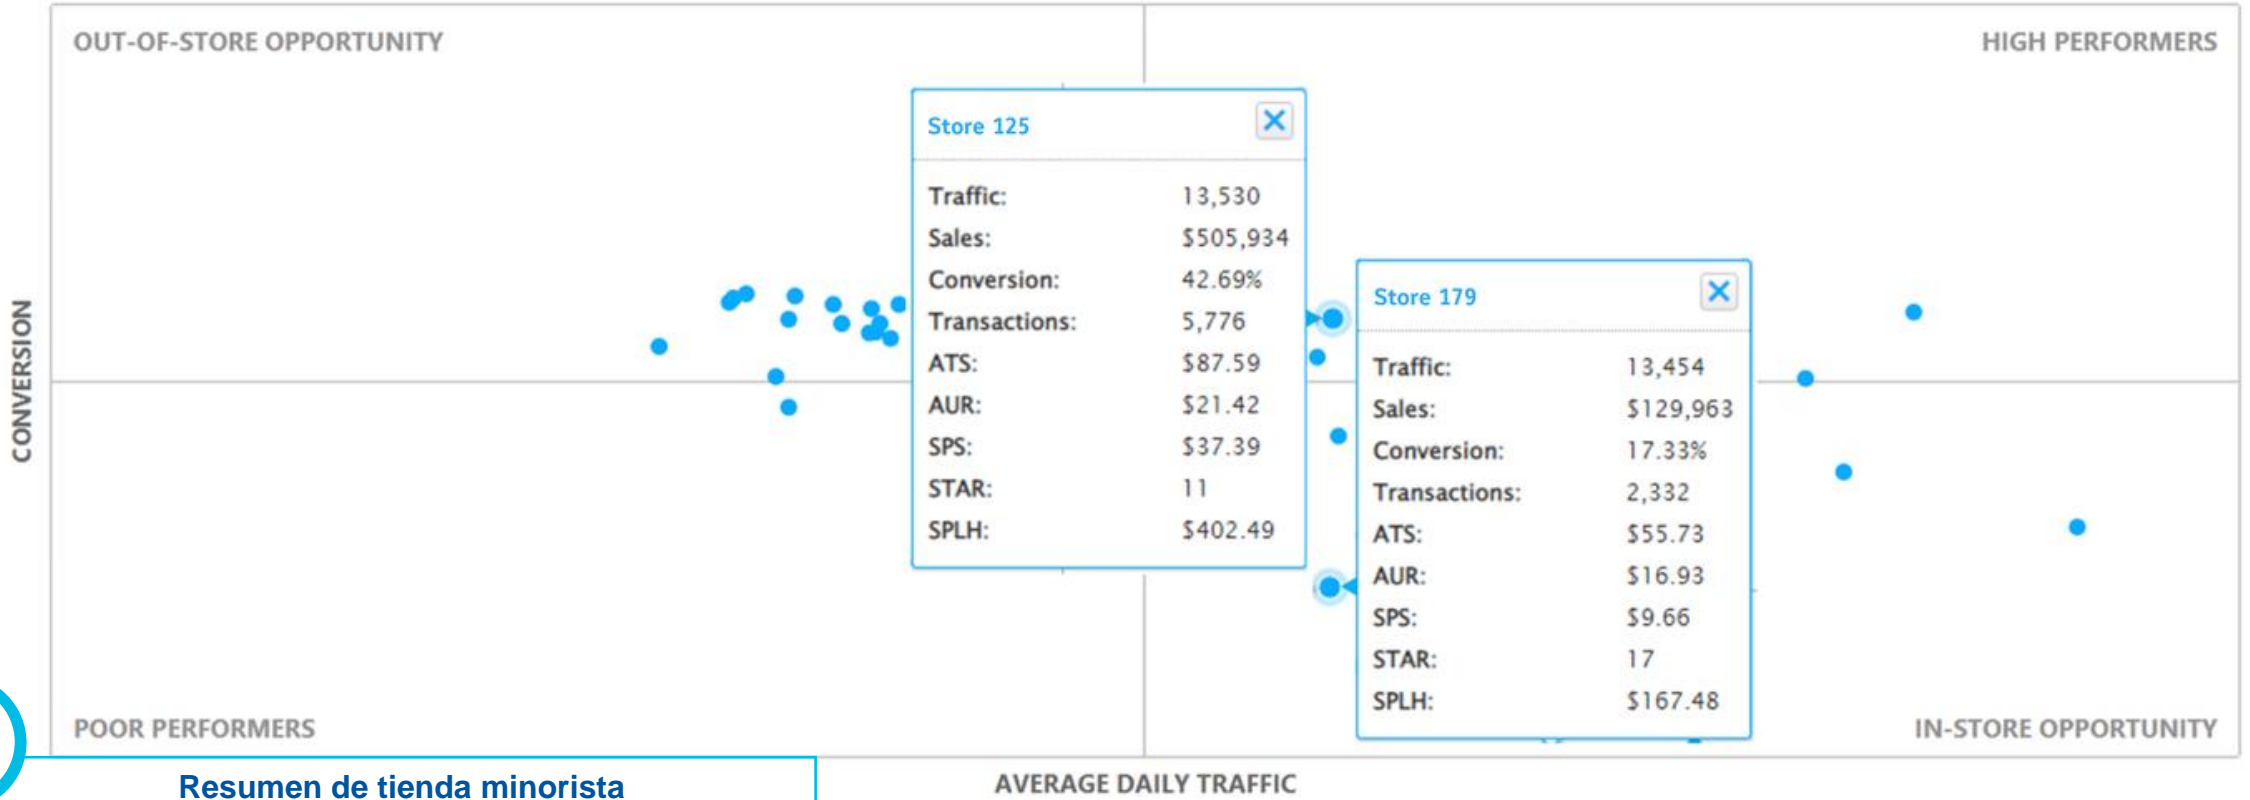 OUT-OF-STORE OPPORTUNITY
HIGH PERFORMERS
CONVERSION
Store 125
Traffic: 13,530
Sales: $505,934
Conversion: 42.69%
Transactions: 5,776
ATS: $87.59
AUR: $21.42
SPS: $37.39
STAR: 11
SPLH: $402.49
Store 179
Traffic: 13,454
Sales: $129,963
Conversion: 17.33%
Transactions: 2,332
ATS: $55.73
AUR: $16.93
SPS: $9.66
STAR: 17
SPLH: $167.48
POOR PERFORMERS
IN-STORE OPPORTUNITY
Resumen de tienda minorista
AVERAGE DAILY TRAFFIC